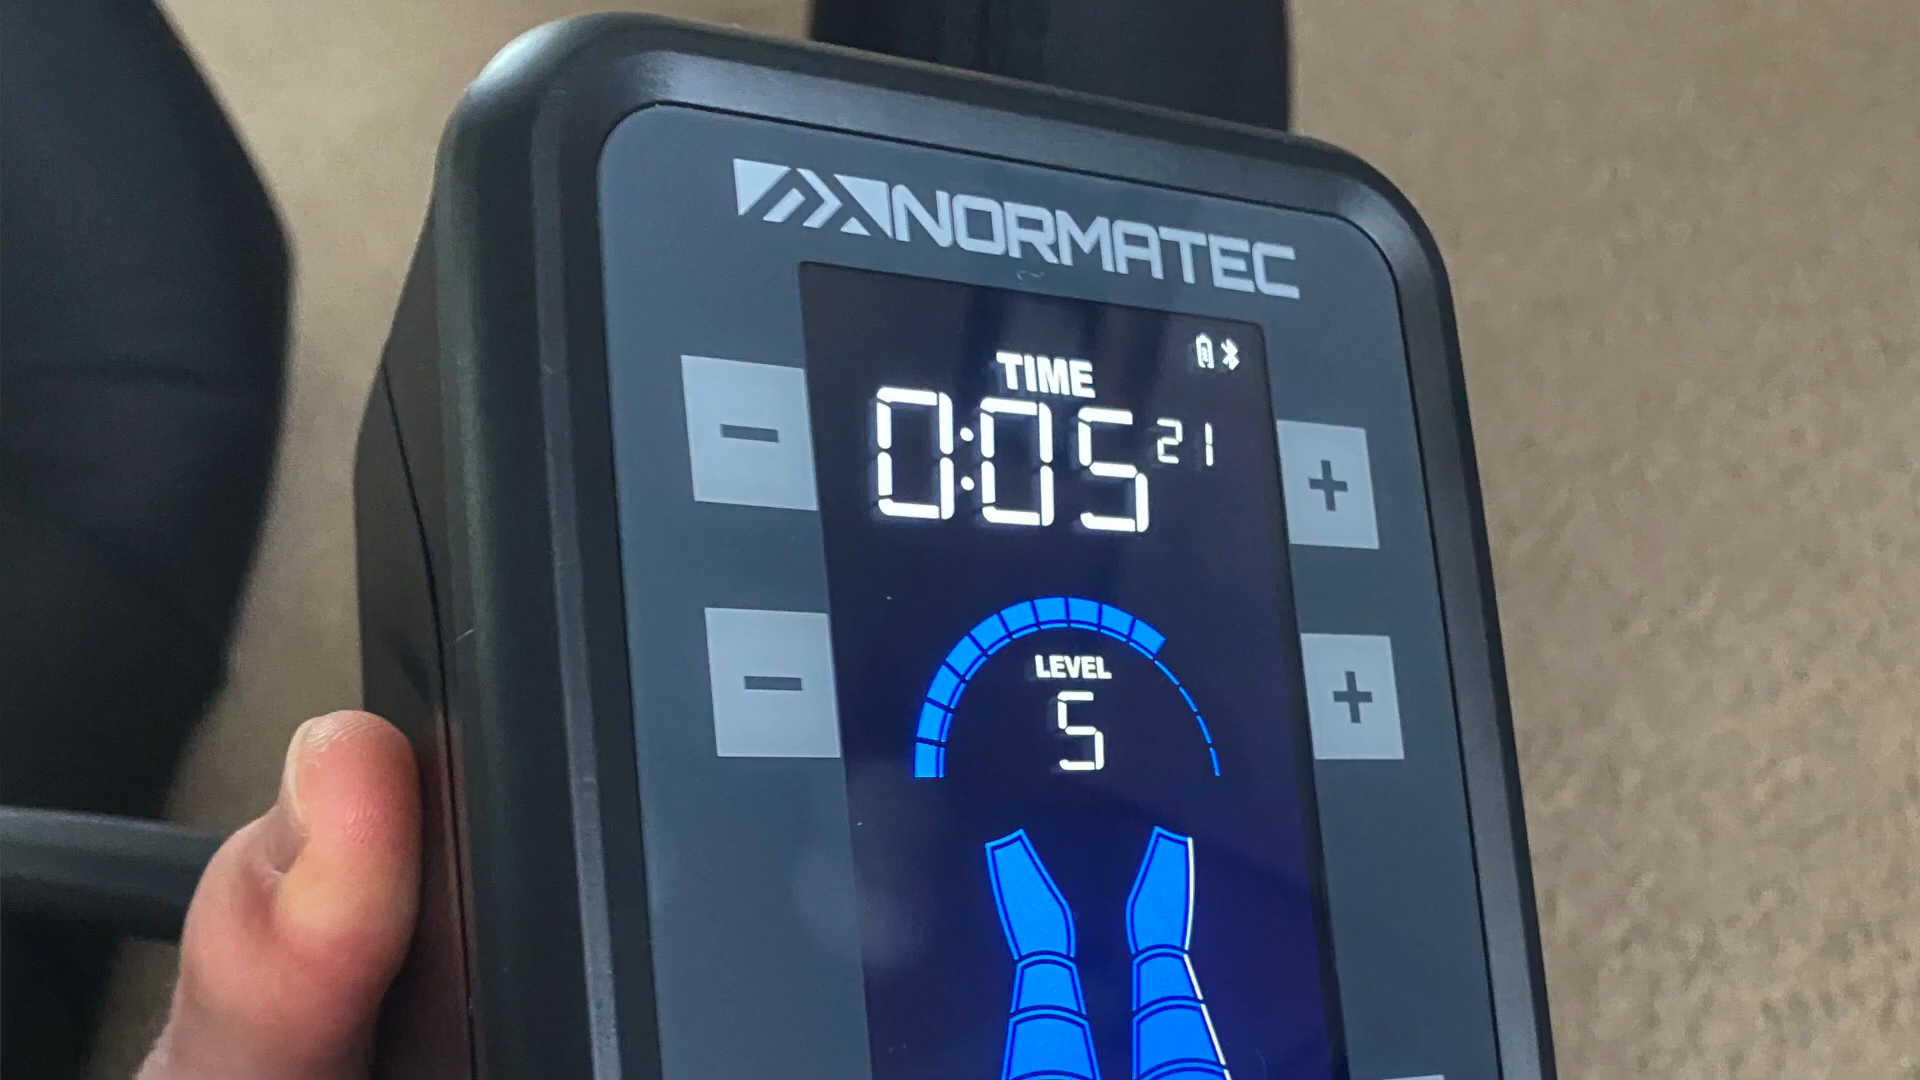 NORMATEC
TIME
0:05 21
- +
LEVEL
5
- +